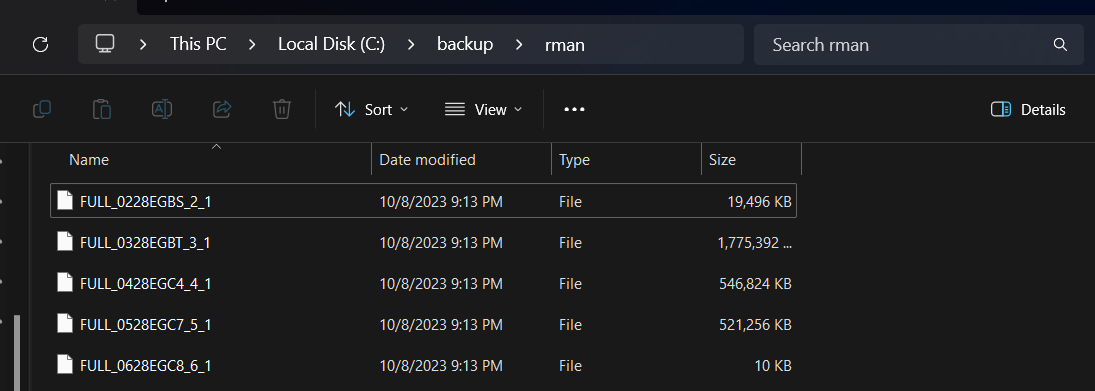 This PC > Local Disk (C:) > backup > rman Search rman
Sort View ••• Details
Name Date modified Type Size
FULL_0228EGBS_2_1 10/8/2023 9:13 PM File 19,496 KB
FULL_0328EGBT_3_1 10/8/2023 9:13 PM File 1,775,392 ...
FULL_0428EGC4_4_1 10/8/2023 9:13 PM File 546,824 KB
FULL_0528EGC7_5_1 10/8/2023 9:13 PM File 521,256 KB
FULL_0628EGC8_6_1 10/8/2023 9:13 PM File 10 KB